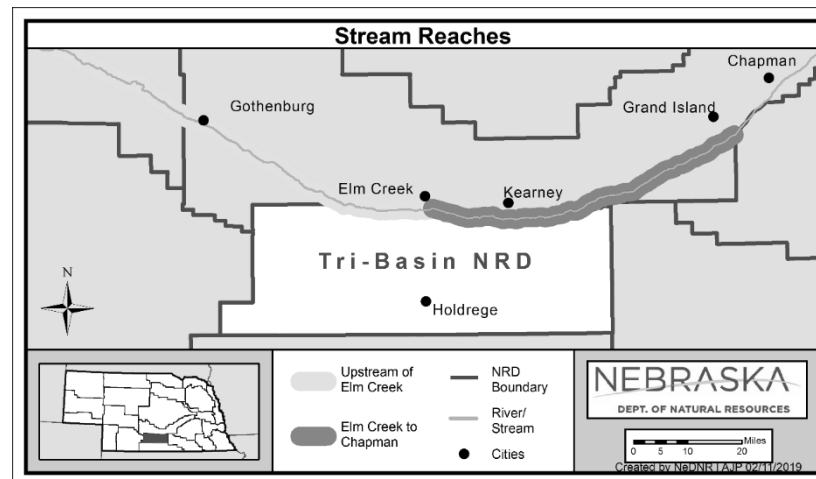 Stream Reaches
Chapman
Gothenburg
Grand Island
Elm Creek
Kearney
Tri-Basin NRD
N
Holdrege
Upstream of
Elm Creek
NRD
Boundary
Elm Creek to
Chapman
River/
Stream
Cities
NEBRASKA
DEPT. OF NATURAL RESOURCES
Miles
0 5 10 20
Created by NeDNR | AJP 02/11/2019